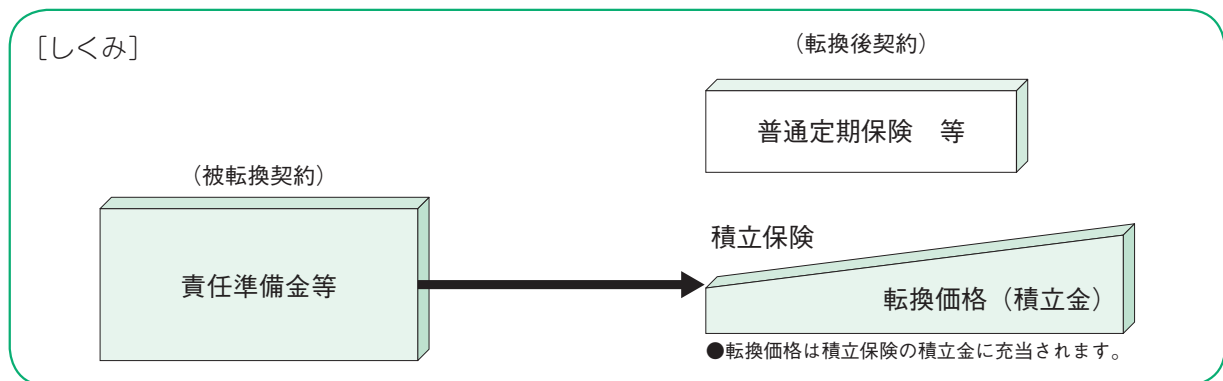 ［しくみ］
（転換後契約）
普通定期保険　等
（被転換契約）
責任準備金等
積立保険
転換価格（積立金）
●転換価格は積立保険の積立金に充当されます。